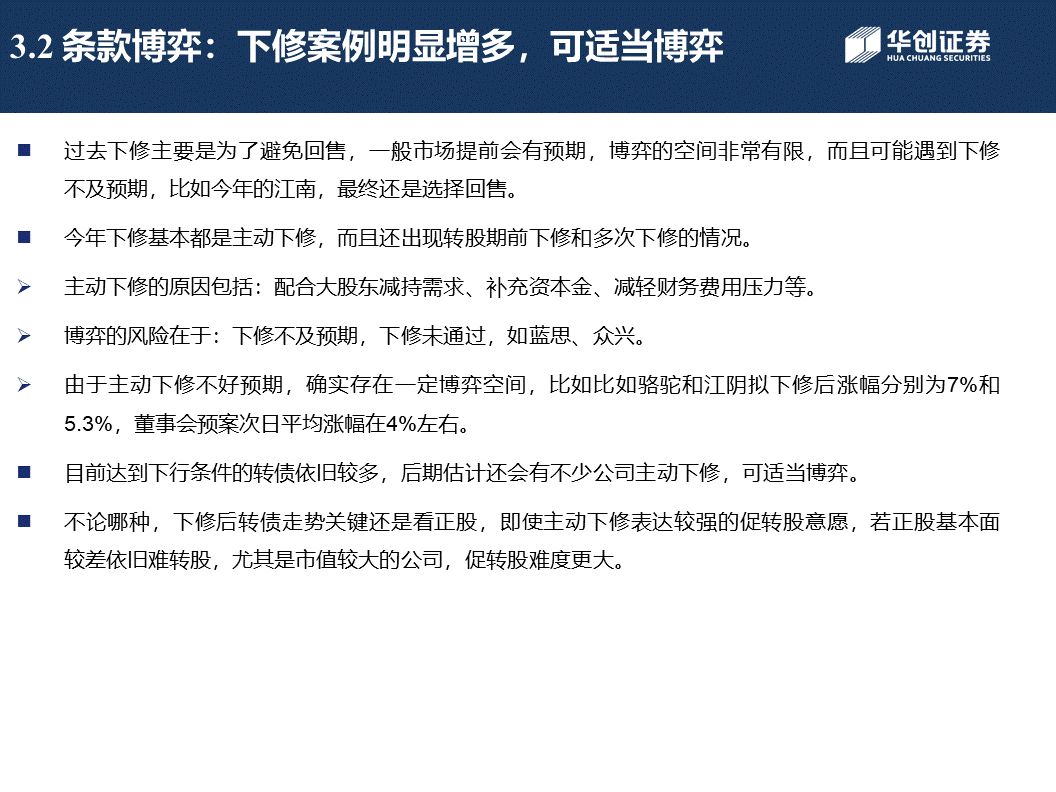 3.2 条款博弈：下修案例明显增多，可适当博弈
华创证券
HUA CHUANG SECURITIES
过去下修主要是为了避免回售，一般市场提前会有预期，博弈的空间非常有限，而且可能遇到下修
不及预期，比如今年的江南，最终还是选择回售。
今年下修基本都是主动下修，而且还出现转股期前下修和多次下修的情况。
主动下修的原因包括：配合大股东减持需求、补充资本金、减轻财务费用压力等。
博弈的风险在于：下修不及预期，下修未通过，如蓝思、众兴。
由于主动下修不好预期，确实存在一定博弈空间，比如比如骆驼和江阴拟下修后涨幅分别为7%和
5.3%，董事会预案次日平均涨幅在4%左右。
目前达到下行条件的转债依旧较多，后期估计还会有不少公司主动下修，可适当博弈。
不论哪种，下修后转债走势关键还是看正股，即使主动下修表达较强的促转股意愿，若正股基本面
较差依旧难转股，尤其是市值较大的公司，促转股难度更大。